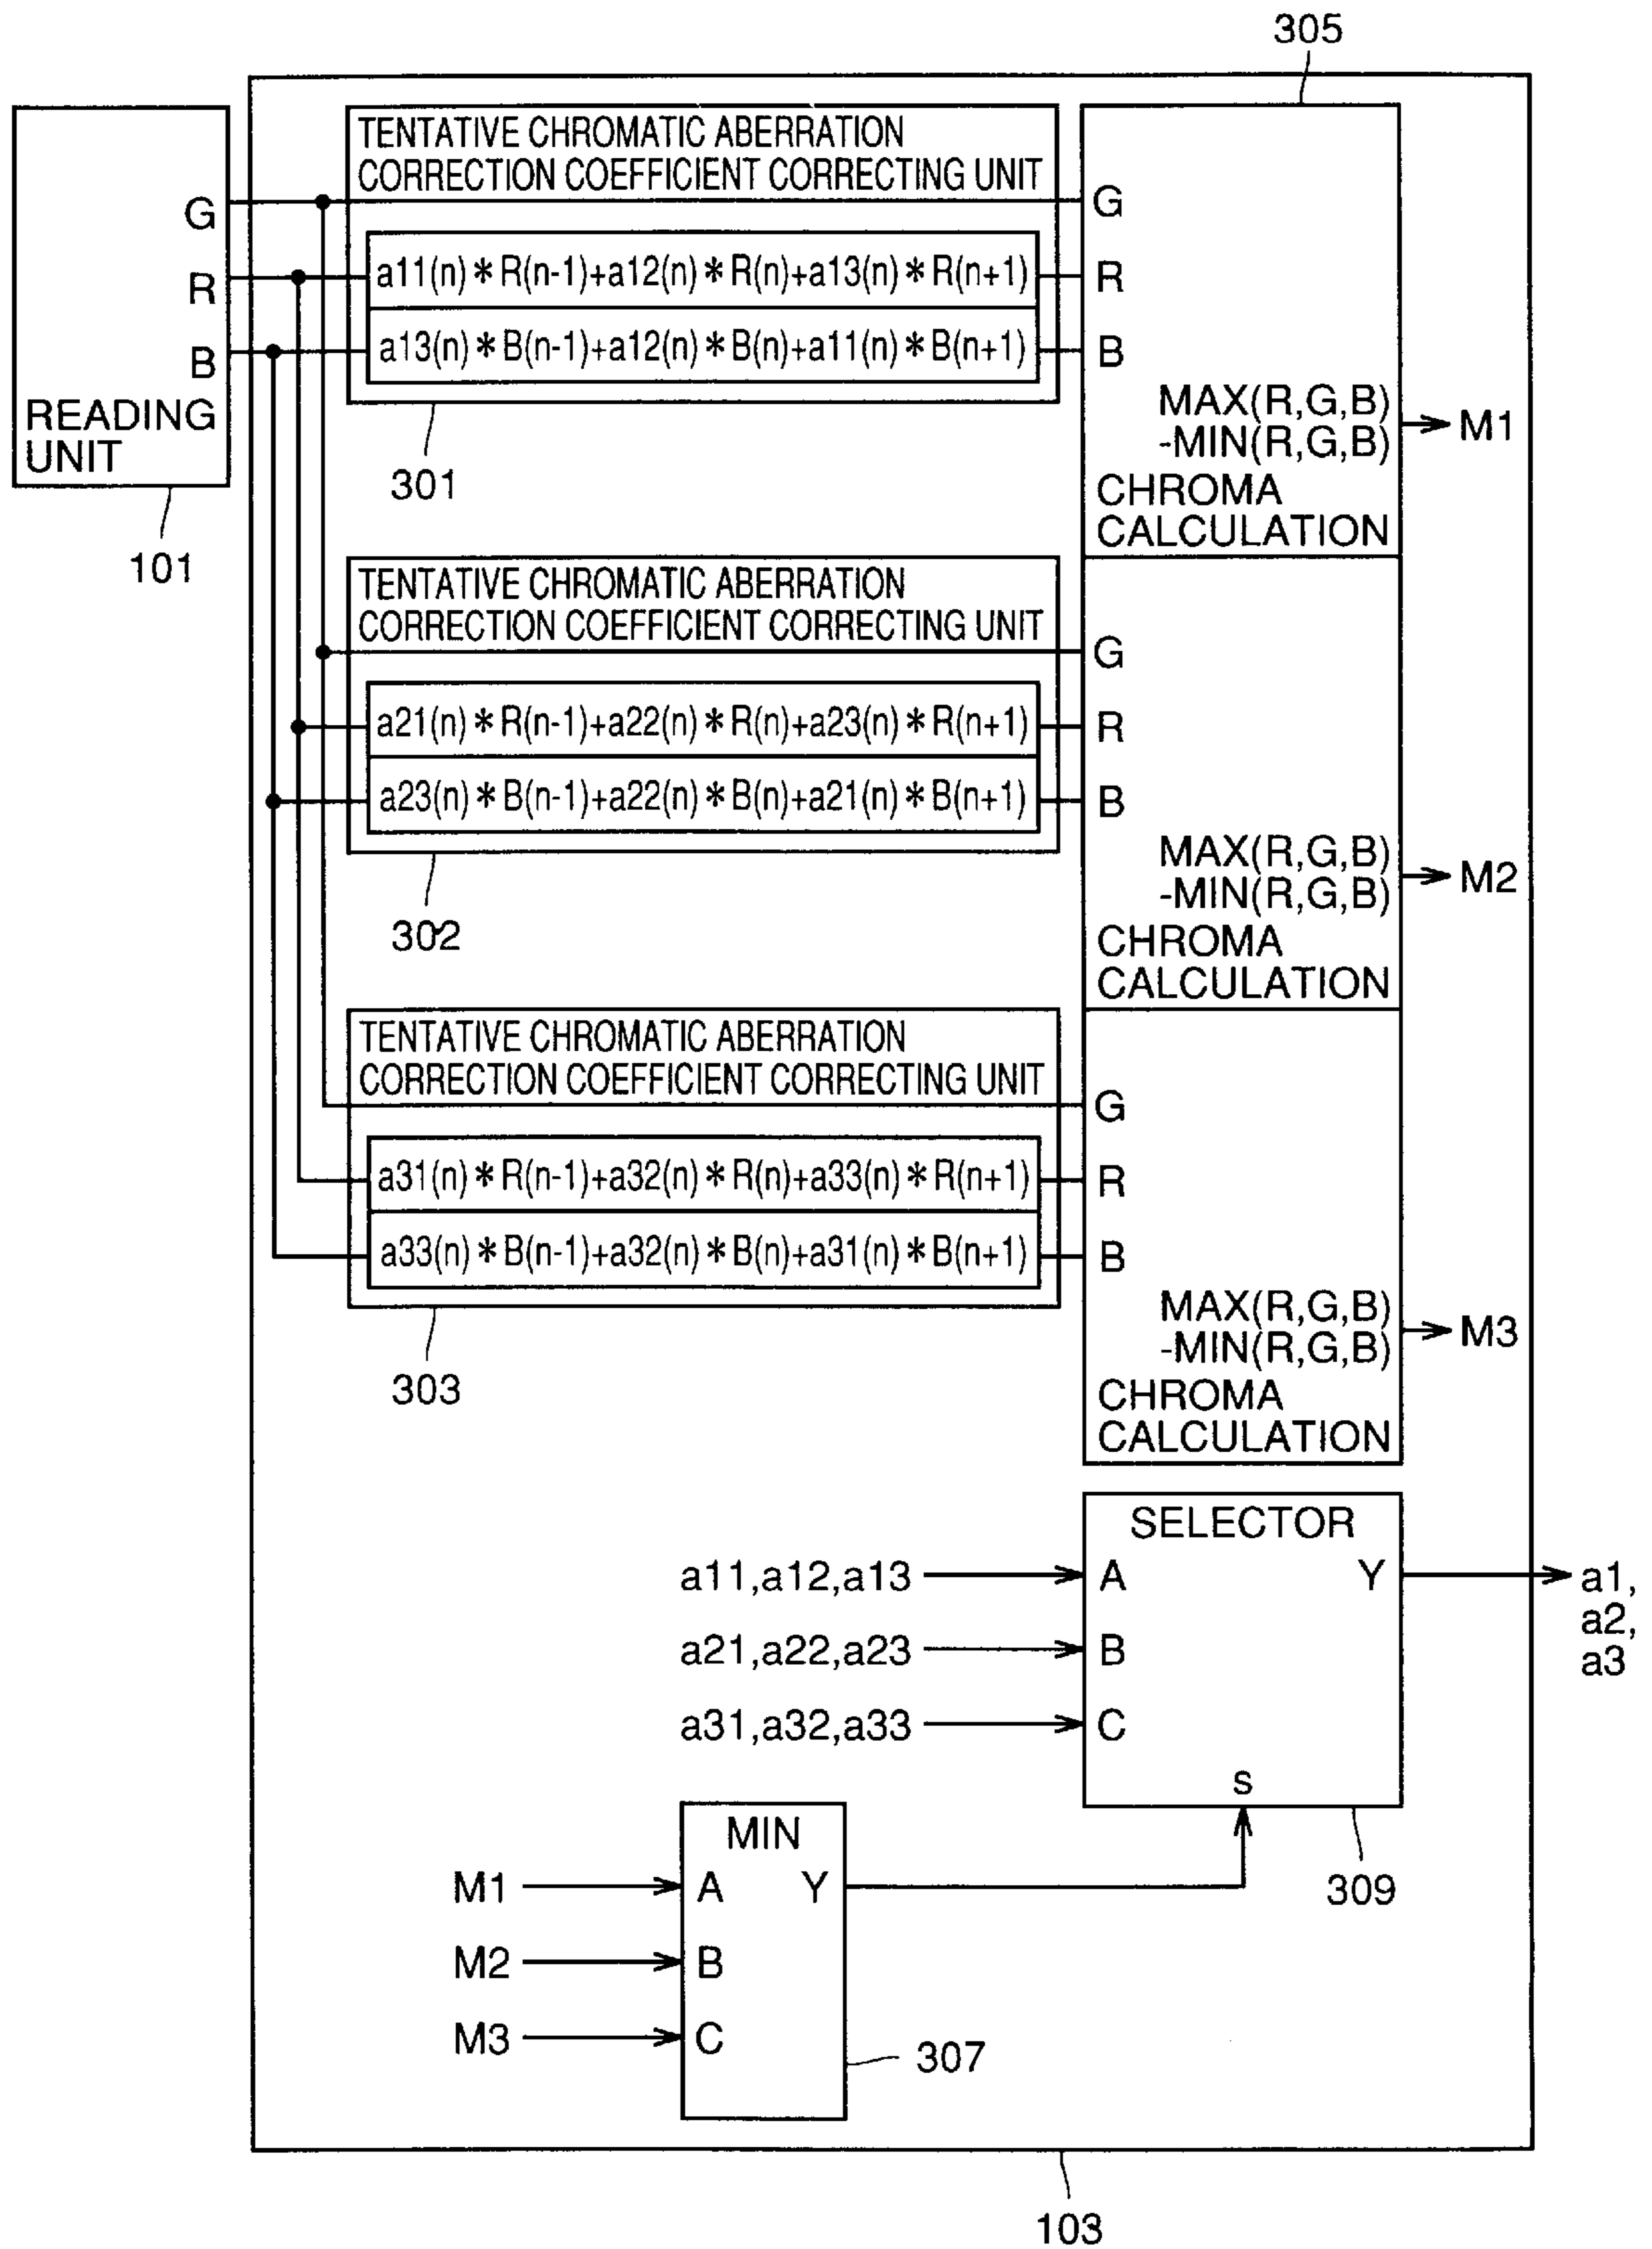 305
TENTATIVE CHROMATIC ABERRATION
CORRECTION COEFFICIENT CORRECTING UNIT
G
G
a11(n)*R(n-1)+a12(n)*R(n)+a13(n)*R(n+1)
R
R
a13(n)*B(n-1)+a12(n)*B(n)+a11(n)*B(n+1)
B
B
READING
UNIT
MAX(R,G,B)
-MIN(R,G,B)
M1
CHROMA
CALCULATION
301
101
TENTATIVE CHROMATIC ABERRATION
CORRECTION COEFFICIENT CORRECTING UNIT
G
a21(n)*R(n-1)+a22(n)*R(n)+a23(n)*R(n+1)
R
a23(n)*B(n-1)+a22(n)*B(n)+a21(n)*B(n+1)
B
MAX(R,G,B)
-MIN(R,G,B)
M2
CHROMA
CALCULATION
302
TENTATIVE CHROMATIC ABERRATION
CORRECTION COEFFICIENT CORRECTING UNIT
G
a31(n)*R(n-1)+a32(n)*R(n)+a33(n)*R(n+1)
R
a33(n)*B(n-1)+a32(n)*B(n)+a31(n)*B(n+1)
B
MAX(R,G,B)
-MIN(R,G,B)
M3
CHROMA
CALCULATION
303
SELECTOR
a11,a12,a13
A
Y
a1,
a2,
a3
a21,a22,a23
B
a31,a32,a33
C
s
309
MIN
M1
A
Y
M2
B
M3
C
307
103